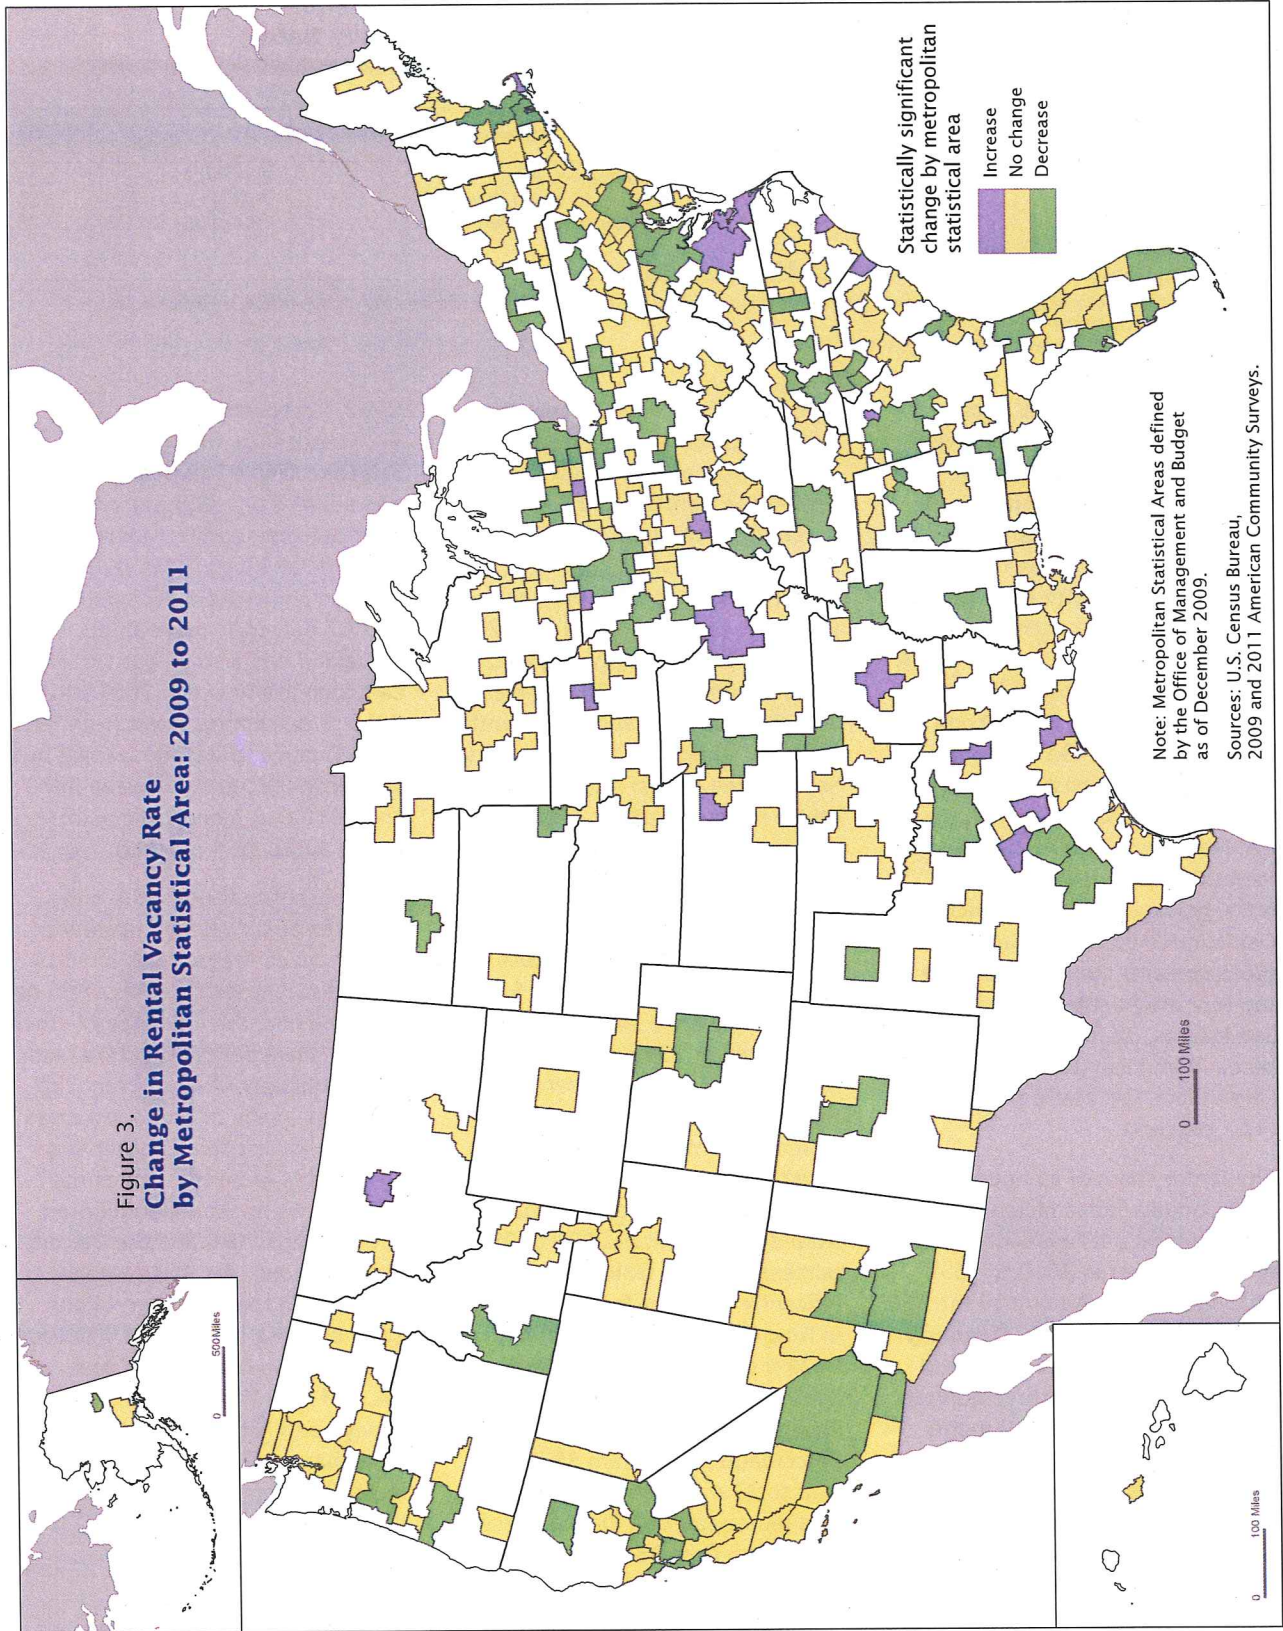 Figure 3.
Change in Rental Vacancy Rate
by Metropolitan Statistical Area: 2009 to 2011
Statistically significant
change by metropolitan
statistical area
Increase
No change
Decrease
0 500 Miles
0 100 Miles
0 100 Miles
Note: Metropolitan Statistical Areas defined
by the Office of Management and Budget
as of December 2009.
Sources: U.S. Census Bureau,
2009 and 2011 American Community Surveys.